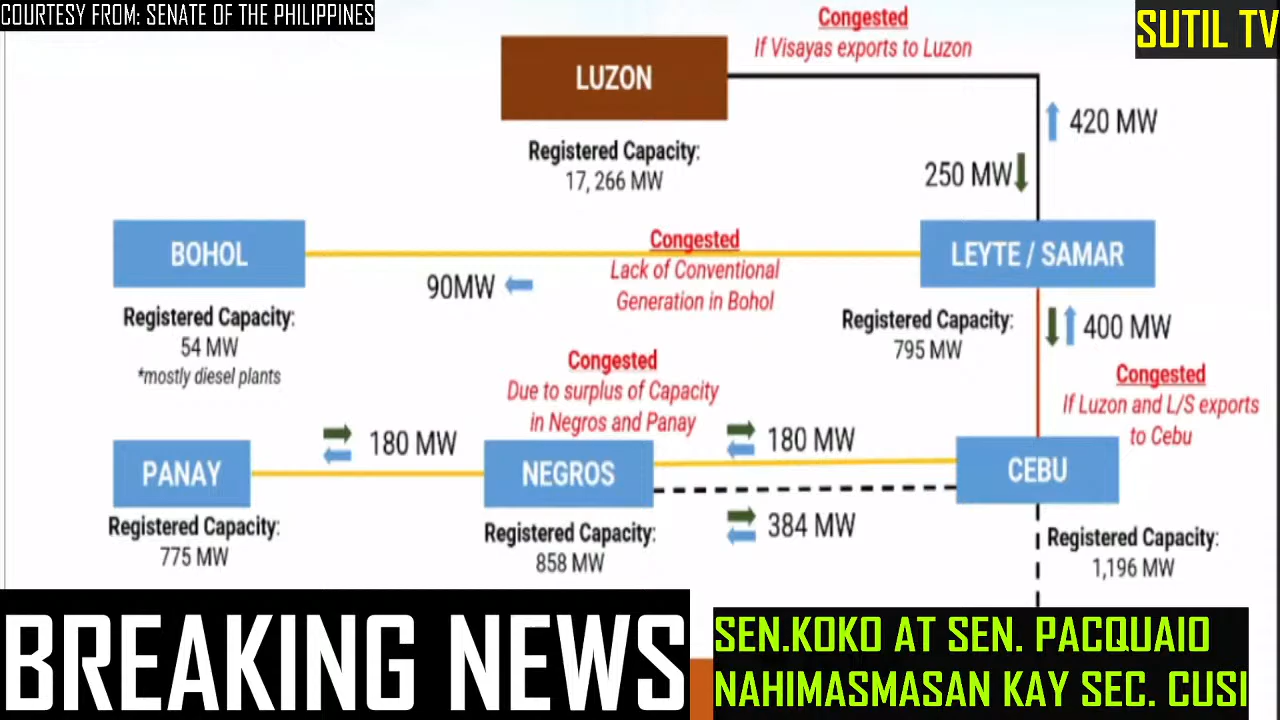 COURTESY FROM: SENATE OF THE PHILIPPINES
SUTIL TV
Congested
If Visayas exports to Luzon
LUZON
Registered Capacity:
17, 266 MW
420 MW
250 MW
BOHOL
Congested
Lack of Conventional
Generation in Bohol
LEYTE / SAMAR
90MW
Registered Capacity:
54 MW
*mostly diesel plants
Registered Capacity:
795 MW
400 MW
Congested
Due to surplus of Capacity
in Negros and Panay
Congested
If Luzon and L/S exports
to Cebu
180 MW
180 MW
PANAY
NEGROS
CEBU
Registered Capacity:
775 MW
Registered Capacity:
858 MW
384 MW
Registered Capacity:
1,196 MW
BREAKING NEWS
SEN.KOKO AT SEN. PACQUAIO
NAHIMASMASAN KAY SEC. CUSI